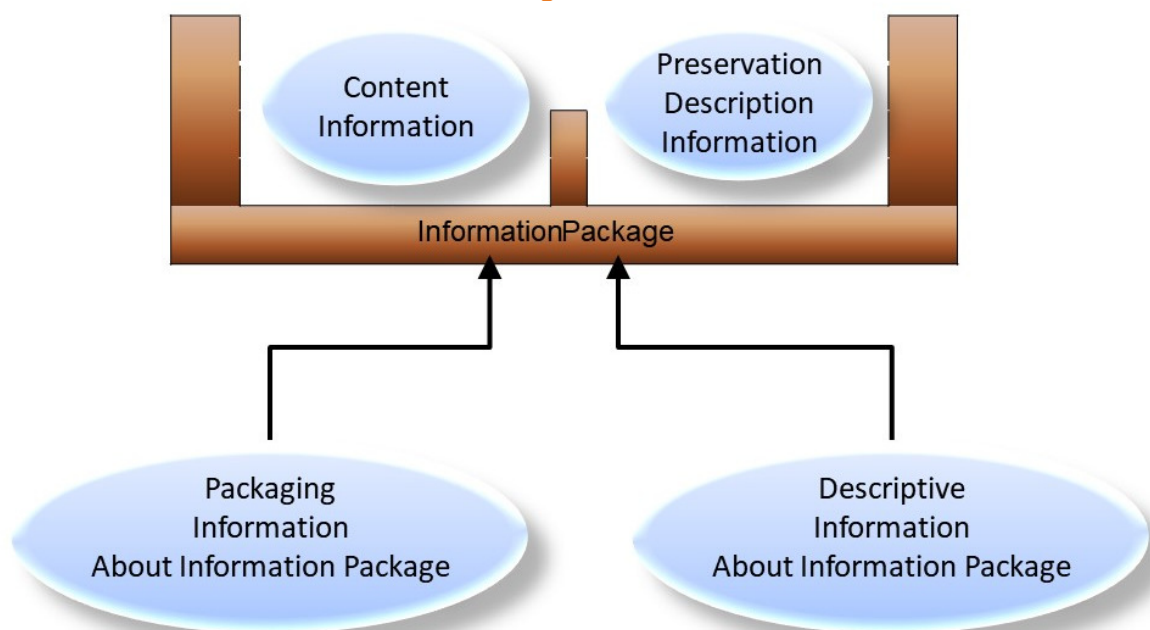 Content
Information
Preservation
Description
Information
InformationPackage
Packaging
Information
About Information Package
Descriptive
Information
About Information Package